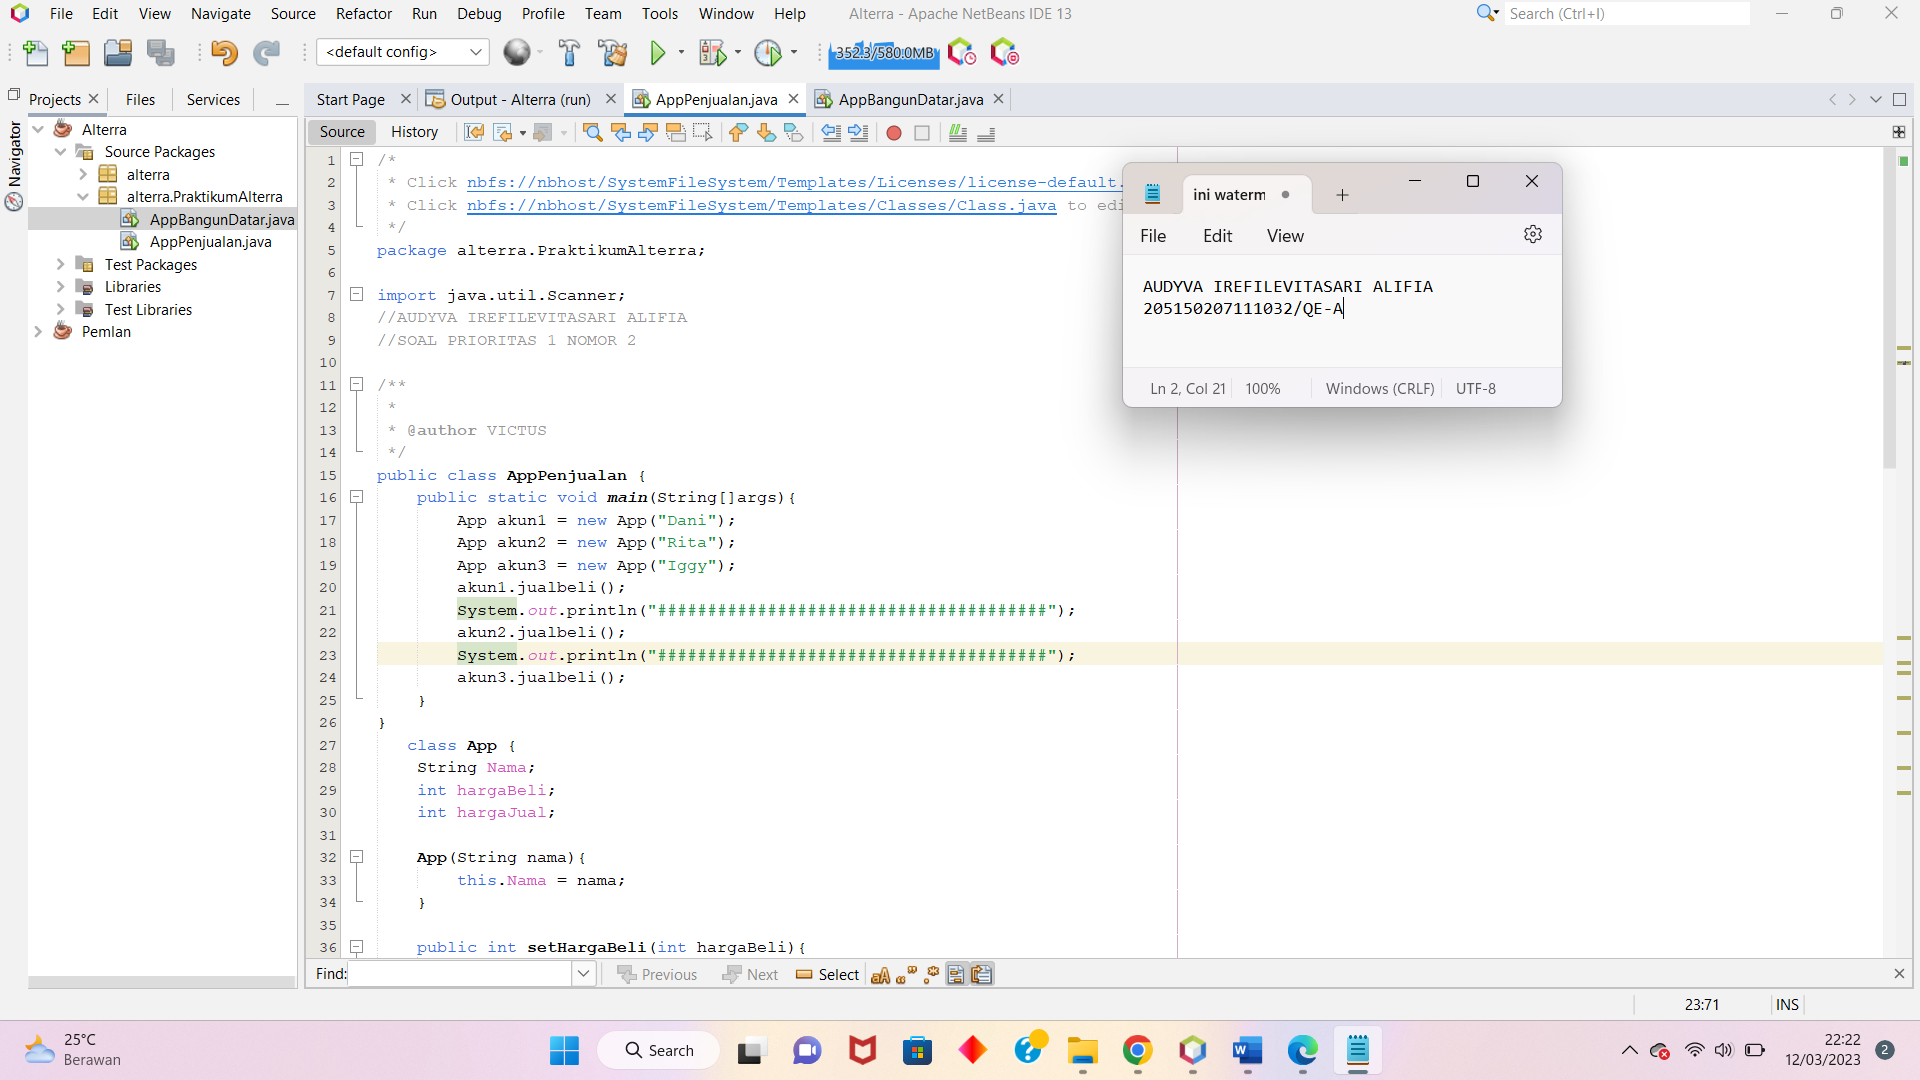 File Edit View Navigate Source Refactor Run Debug Profile Team Tools Window Help Alterra - Apache NetBeans IDE 13 Search (Ctrl+I)
<default config> 352.3/580.0MB
Projects Files Services
Start Page Output - Alterra (run) AppPenjualan.java AppBangunDatar.java
Source History
Navigator
Alterra
Source Packages
alterra
alterra.PraktikumAlterra
AppBangunDatar.java
AppPenjualan.java
Test Packages
Libraries
Test Libraries
Pemlan
1 /*
2 * Click nbfs://nbhost/SystemFileSystem/Templates/Licenses/license-default.
3 * Click nbfs://nbhost/SystemFileSystem/Templates/Classes/Class.java to edi
4 */
5 package alterra.PraktikumAlterra;
6
7 import java.util.Scanner;
8 //AUDYVA IREFILEVITASARI ALIFIA
9 //SOAL PRIORITAS 1 NOMOR 2
10
11 /**
12 *
13 * @author VICTUS
14 */
15 public class AppPenjualan {
16 public static void main(String[]args){
17 App akun1 = new App("Dani");
18 App akun2 = new App("Rita");
19 App akun3 = new App("Iggy");
20 akun1.jualbeli();
21 System.out.println("#######################################");
22 akun2.jualbeli();
23 System.out.println("#######################################");
24 akun3.jualbeli();
25 }
26 }
27 class App {
28 String Nama;
29 int hargaBeli;
30 int hargaJual;
31
32 App(String nama){
33 this.Nama = nama;
34 }
35
36 public int setHargaBeli(int hargaBeli){
ini waterm
File Edit View
AUDYVA IREFILEVITASARI ALIFIA
205150207111032/QE-A
Ln 2, Col 21 100% Windows (CRLF) UTF-8
Find: Previous Next Select
23:71 INS
25°C
Berawan
Search
22:22
12/03/2023
2